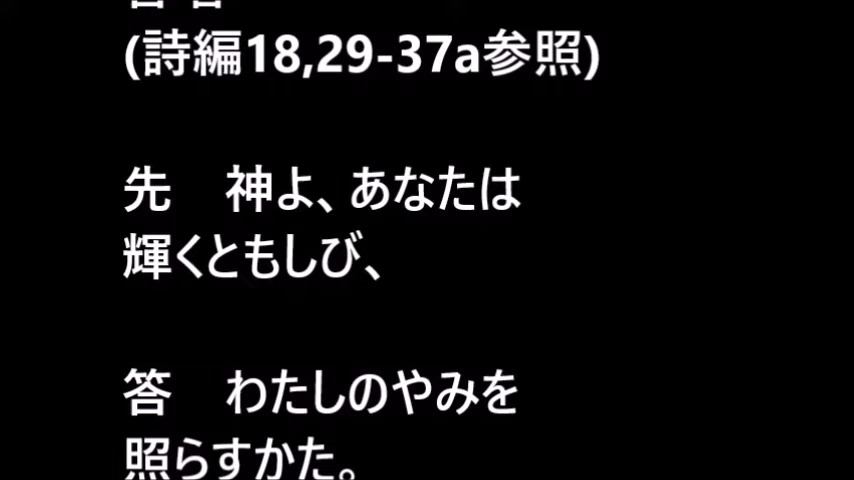 (詩編18,29-37a参照)
先　神よ、あなたは
輝くともしび、
答　わたしのやみを
照らすかた。